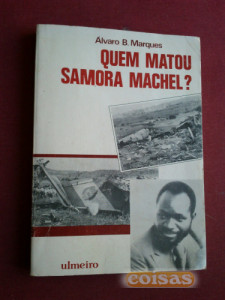 Álvaro B. Marques
QUEM MATOU
SAMORA MACHEL?
ulmeiro
coisas